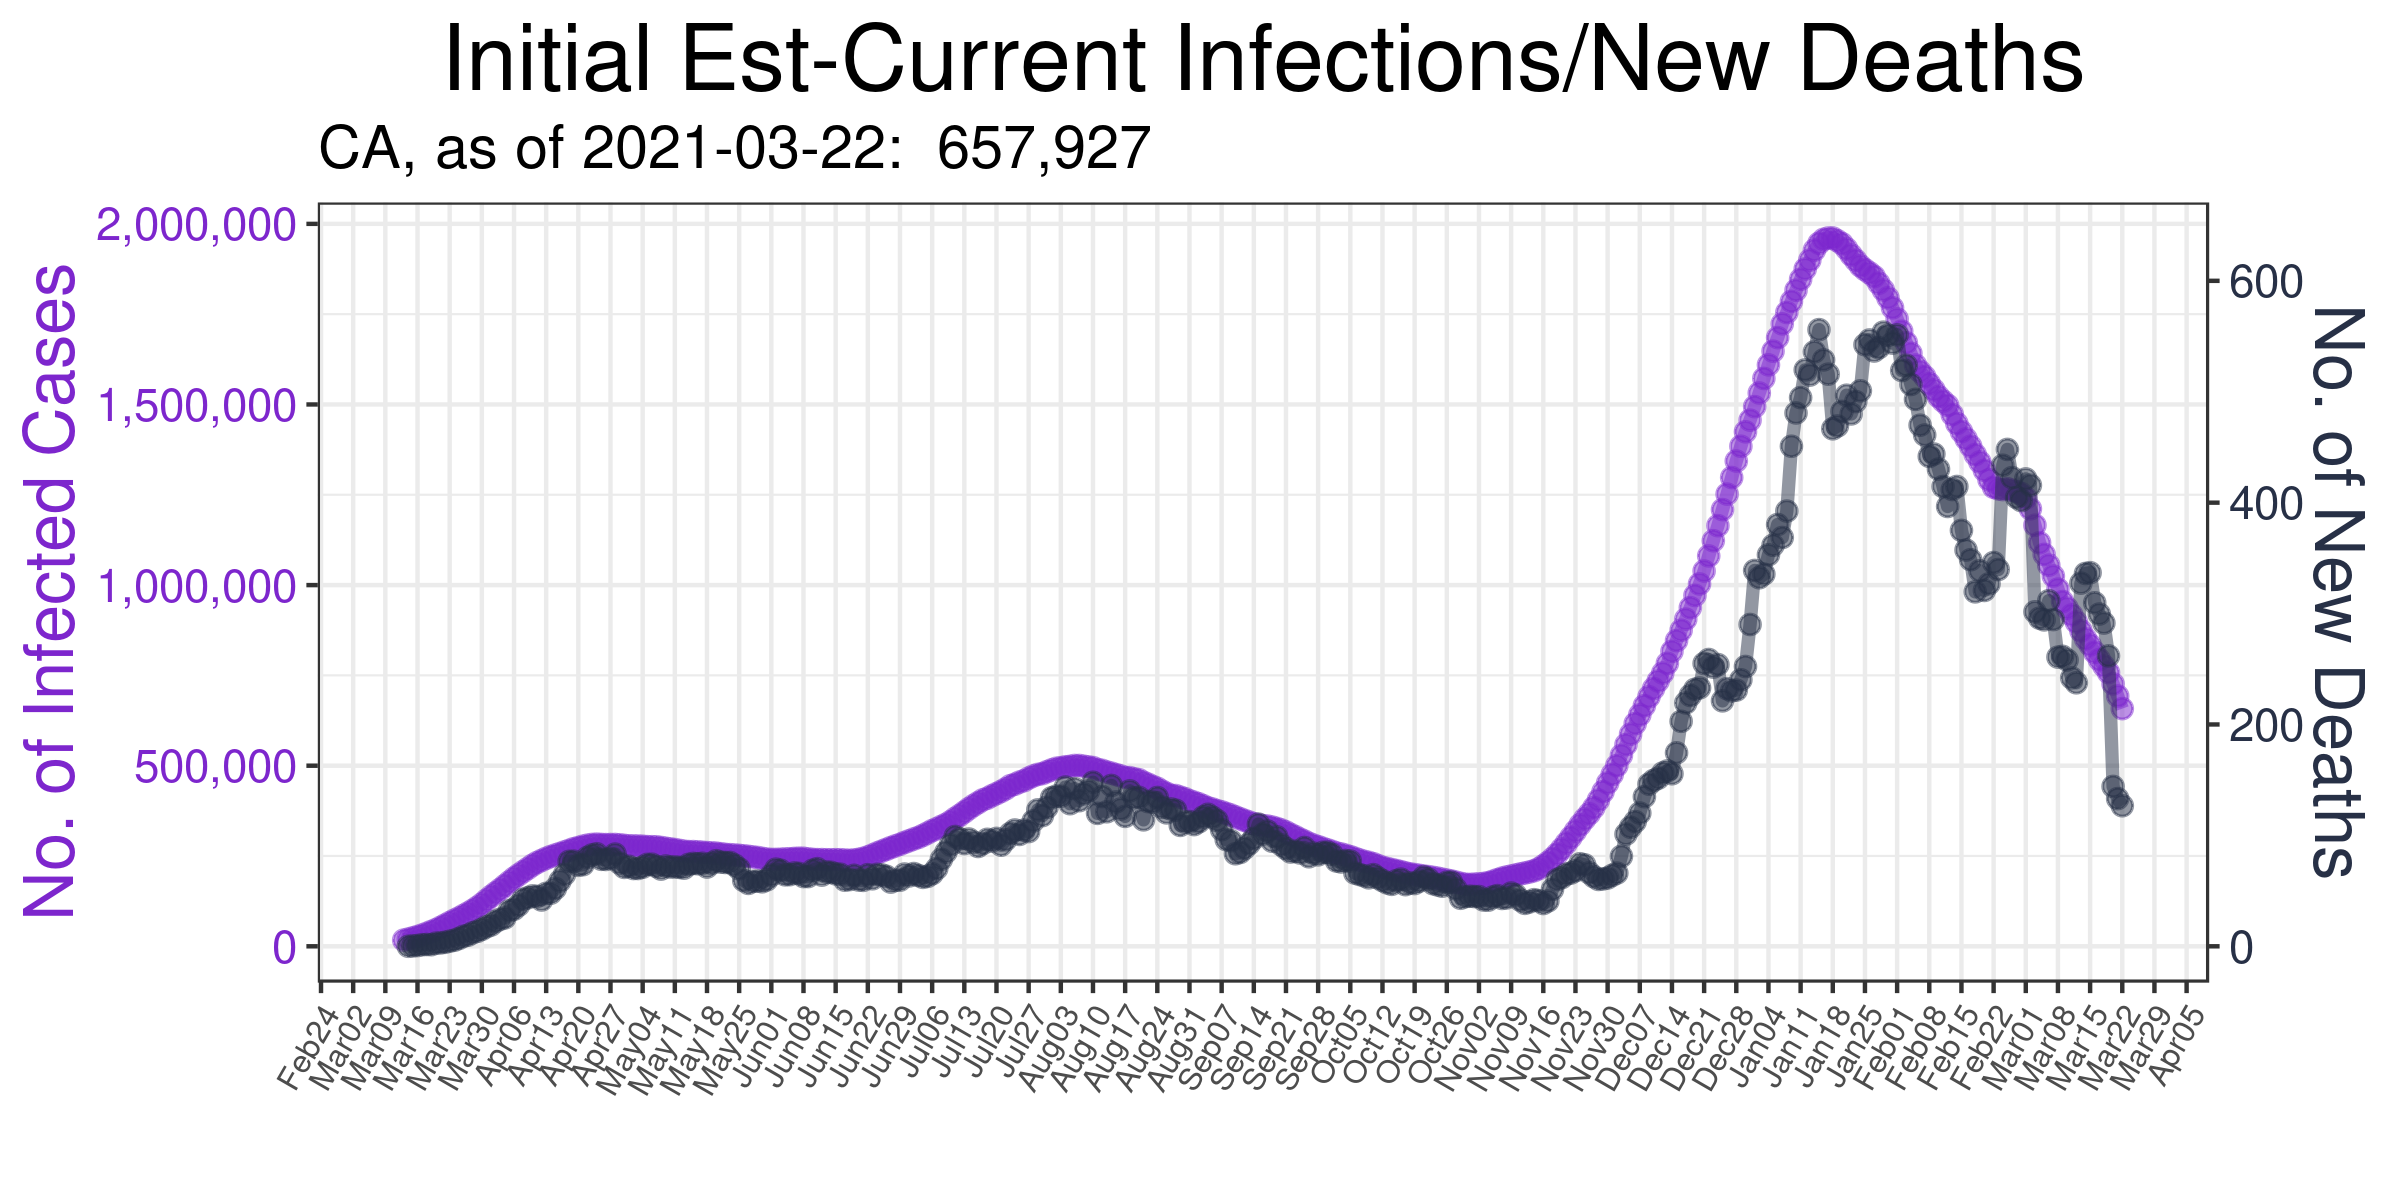 Initial Est-Current Infections/New Deaths
CA, as of 2021-03-22:  657,927
No. of Infected Cases
2,000,000
1,500,000
1,000,000
500,000
0
600
400
200
0
No. of New Deaths
Feb24
Mar02
Mar09
Mar16
Mar23
Mar30
Apr06
Apr13
Apr20
Apr27
May04
May11
May18
May25
Jun01
Jun08
Jun15
Jun22
Jun29
Jul06
Jul13
Jul20
Jul27
Aug03
Aug10
Aug17
Aug24
Aug31
Sep07
Sep14
Sep21
Sep28
Oct05
Oct12
Oct19
Oct26
Nov02
Nov09
Nov16
Nov23
Nov30
Dec07
Dec14
Dec21
Dec28
Jan04
Jan11
Jan18
Jan25
Feb01
Feb08
Feb15
Feb22
Mar01
Mar08
Mar15
Mar22
Mar29
Apr05